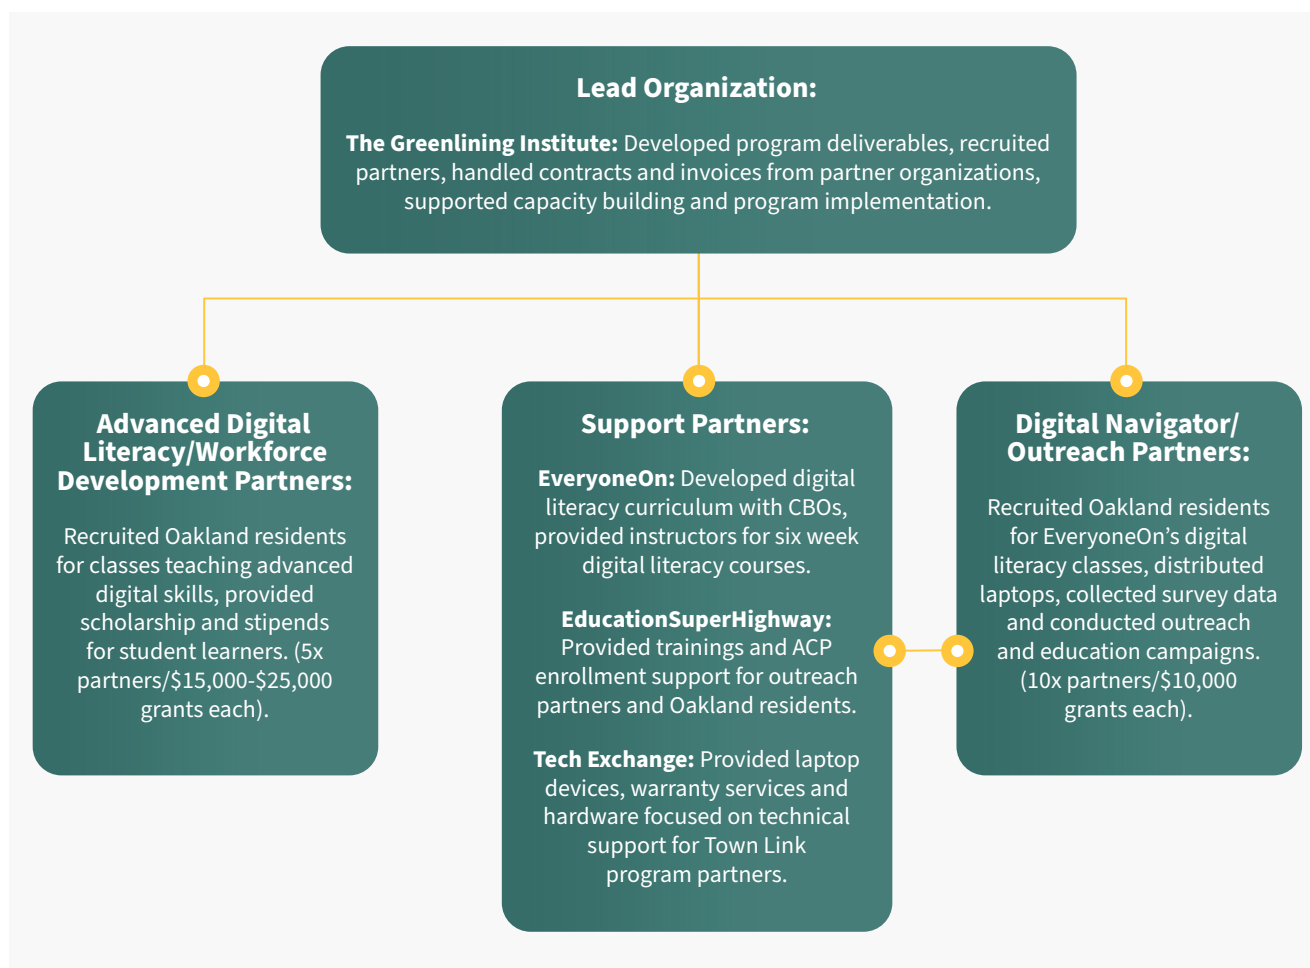 Lead Organization:
The Greenlining Institute: Developed program deliverables, recruited
partners, handled contracts and invoices from partner organizations,
supported capacity building and program implementation.
Advanced Digital
Literacy/Workforce
Development Partners:
Recruited Oakland residents
for classes teaching advanced
digital skills, provided
scholarship and stipends
for student learners. (5x
partners/$15,000-$25,000
grants each).
Support Partners:
EveryoneOn: Developed digital
literacy curriculum with CBOs,
provided instructors for six week
digital literacy courses.
EducationSuperHighway:
Provided trainings and ACP
enrollment support for outreach
partners and Oakland residents.
Tech Exchange: Provided laptop
devices, warranty services and
hardware focused on technical
support for Town Link
program partners.
Digital Navigator/
Outreach Partners:
Recruited Oakland residents
for EveryoneOn’s digital
literacy classes, distributed
laptops, collected survey data
and conducted outreach
and education campaigns.
(10x partners/$10,000
grants each).